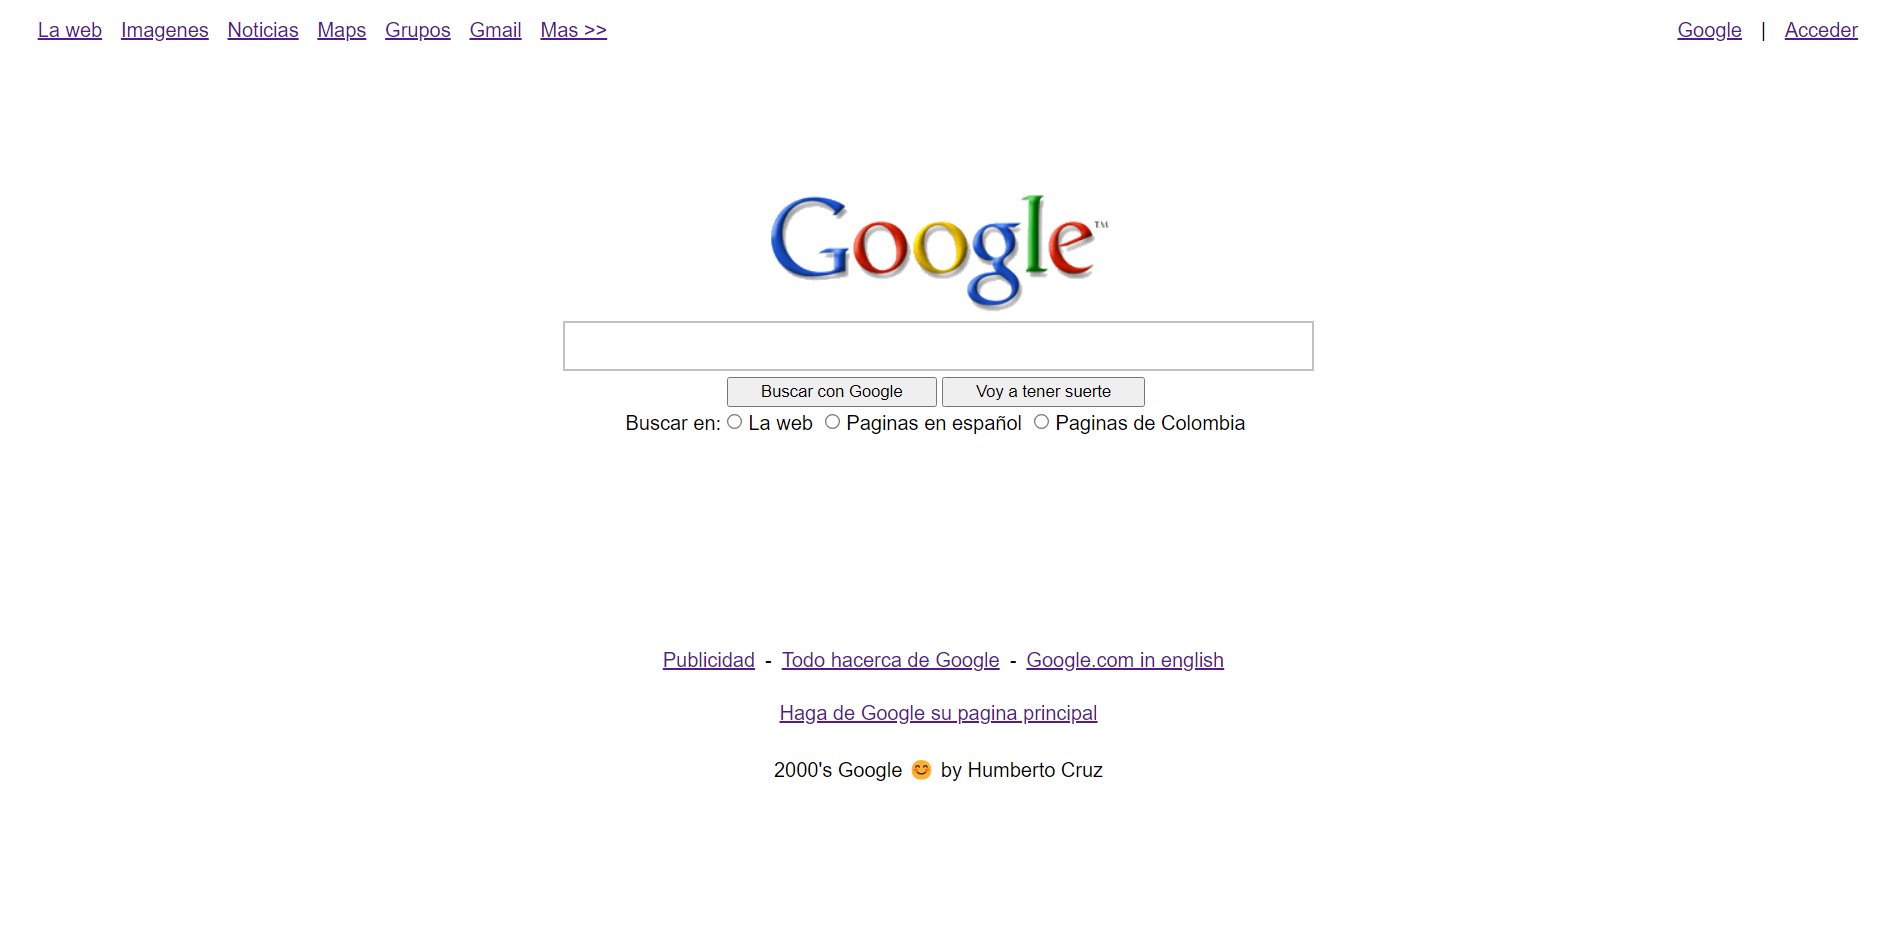 La web Imagenes Noticias Maps Grupos Gmail Mas >> Google | Acceder
Google™
Buscar con Google Voy a tener suerte
Buscar en: La web Paginas en español Paginas de Colombia
Publicidad - Todo hacerca de Google - Google.com in english
Haga de Google su pagina principal
2000's Google 😊 by Humberto Cruz